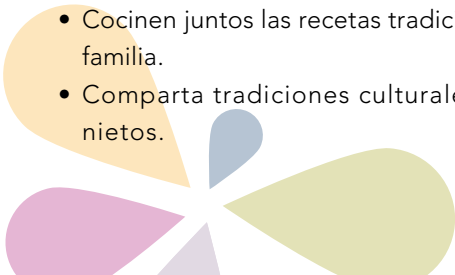 • Cocinen juntos las recetas tradic
familia.
• Comparta tradiciones culturale
nietos.